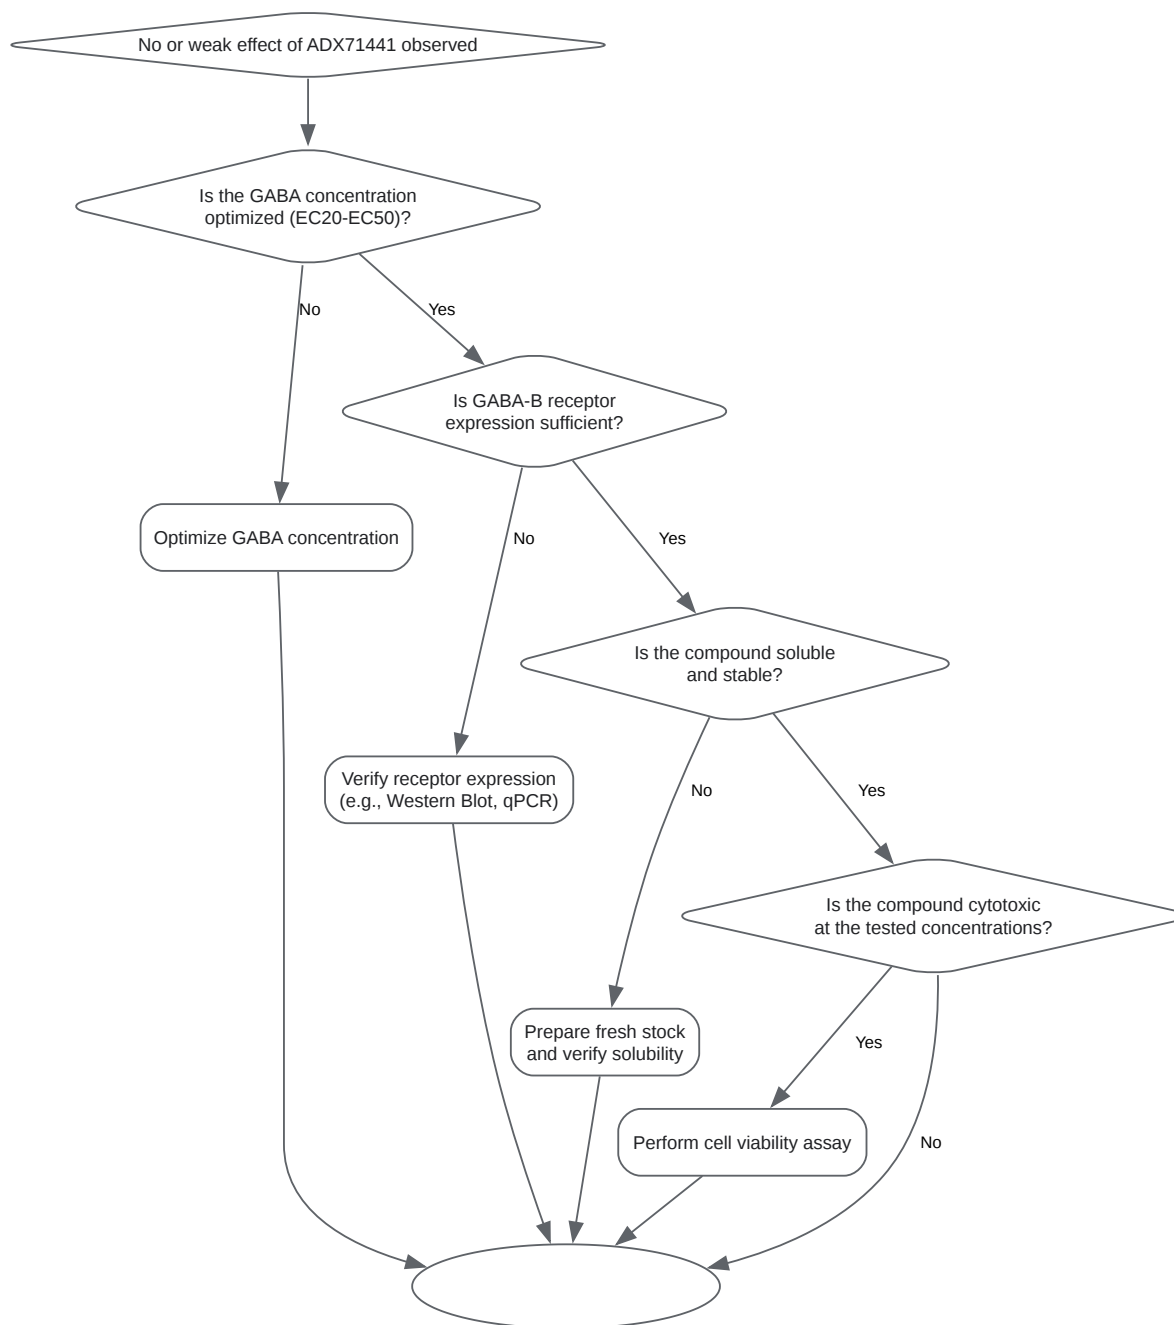 No or weak effect of ADX71441 observed
Is the GABA concentration
optimized (EC20-EC50)?
No
Yes
Is GABA-B receptor
expression sufficient?
Optimize GABA concentration
No
Yes
Is the compound soluble
and stable?
Verify receptor expression
(e.g., Western Blot, qPCR)
No
Yes
Is the compound cytotoxic
at the tested concentrations?
Prepare fresh stock
and verify solubility
Yes
Perform cell viability assay
No